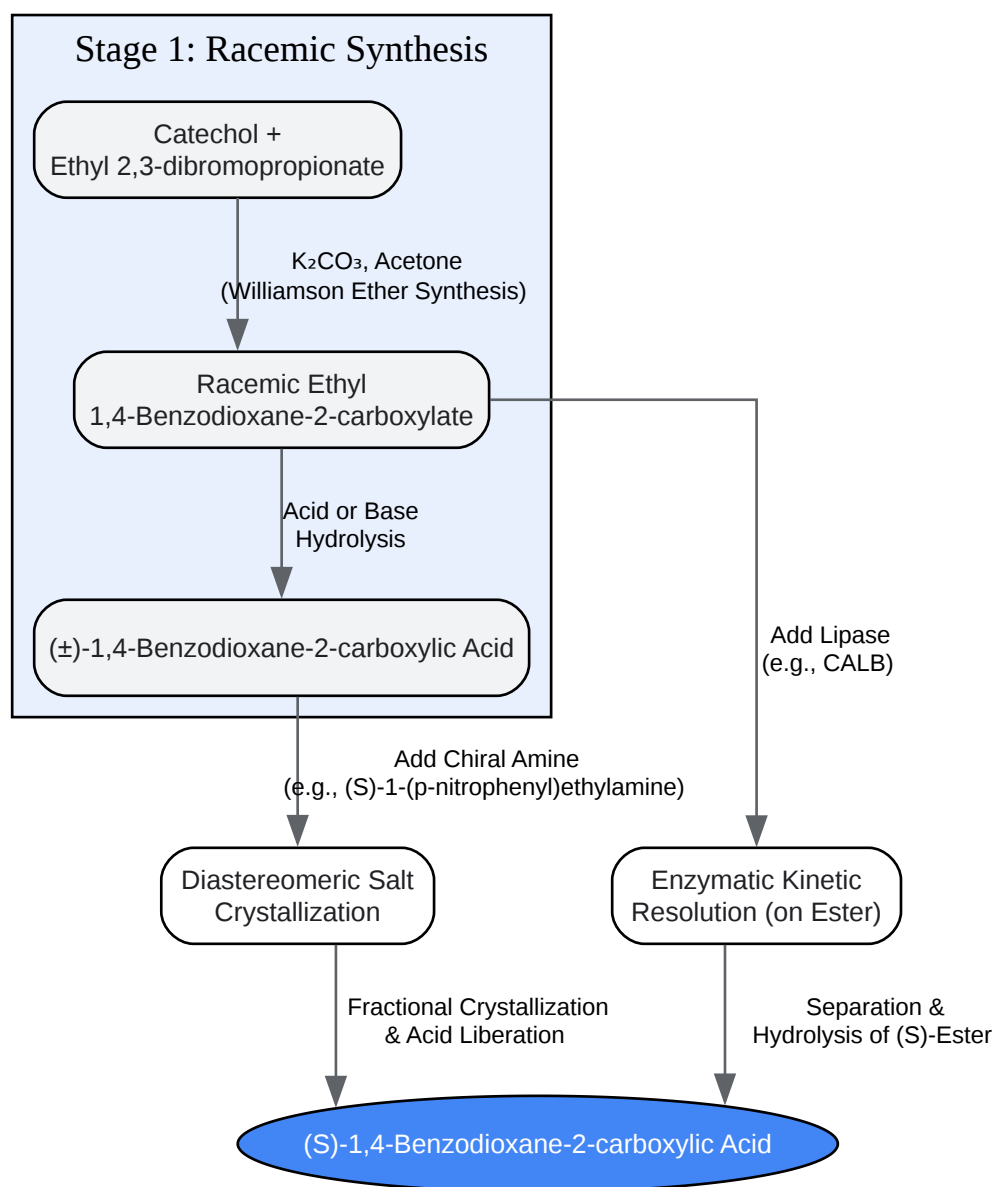 Stage 1: Racemic Synthesis
Catechol +
Ethyl 2,3-dibromopropionate
K₂CO₃, Acetone
(Williamson Ether Synthesis)
Racemic Ethyl
1,4-Benzodioxane-2-carboxylate
Acid or Base
Hydrolysis
(±)-1,4-Benzodioxane-2-carboxylic Acid
Add Lipase
(e.g., CALB)
Add Chiral Amine
(e.g., (S)-1-(p-nitrophenyl)ethylamine)
Diastereomeric Salt
Crystallization
Enzymatic Kinetic
Resolution (on Ester)
Fractional Crystallization
& Acid Liberation
Separation &
Hydrolysis of (S)-Ester
(S)-1,4-Benzodioxane-2-carboxylic Acid